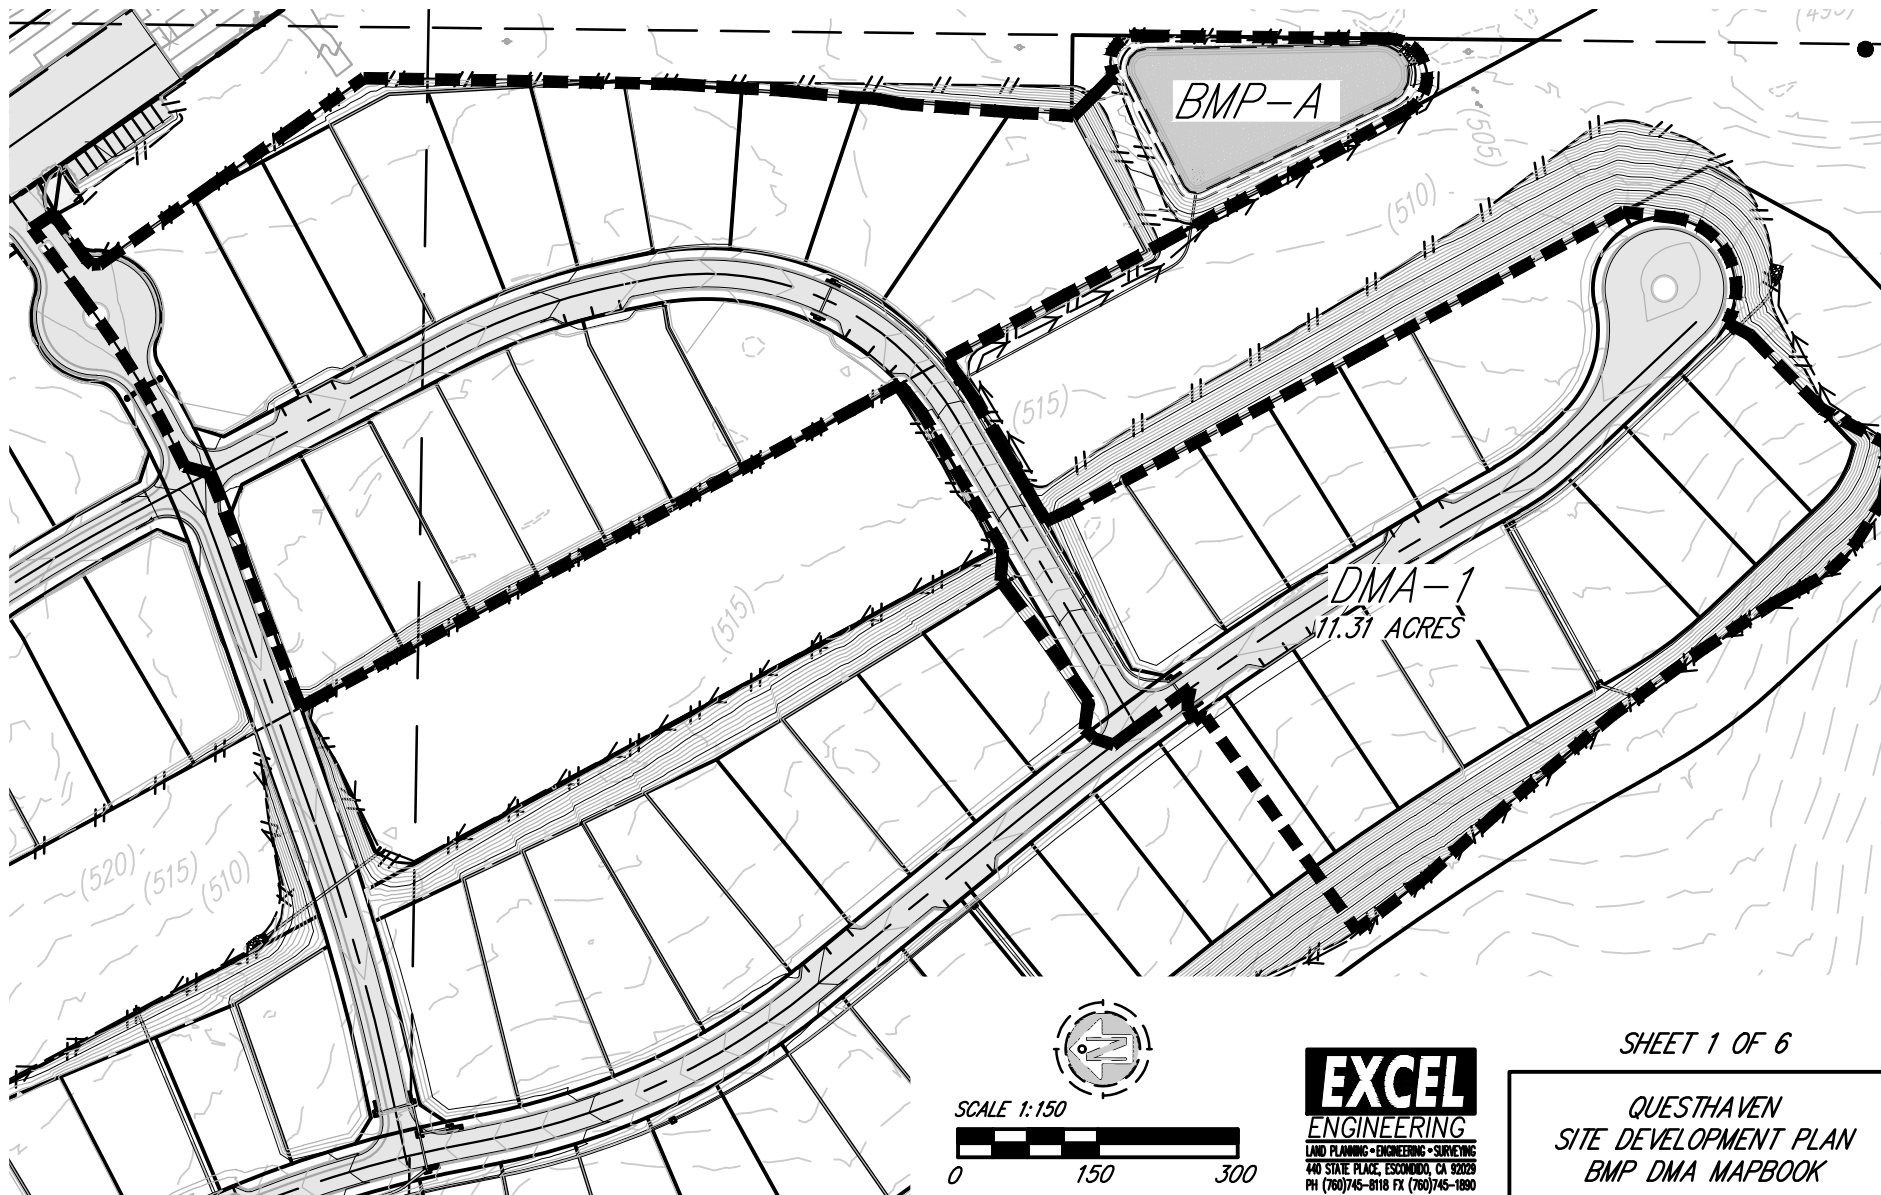 (495)
BMP-A
(505)
(510)
(515)
DMA-1
11.31 ACRES
(515)
(520)
(515)
(510)
N
SHEET 1 OF 6
SCALE 1:150
0 150 300
EXCEL
ENGINEERING
LAND PLANNING • ENGINEERING • SURVEYING
440 STATE PLACE, ESCONDIDO, CA 92029
PH (760)745-8118 FX (760)745-1890
QUESTHAVEN
SITE DEVELOPMENT PLAN
BMP DMA MAPBOOK